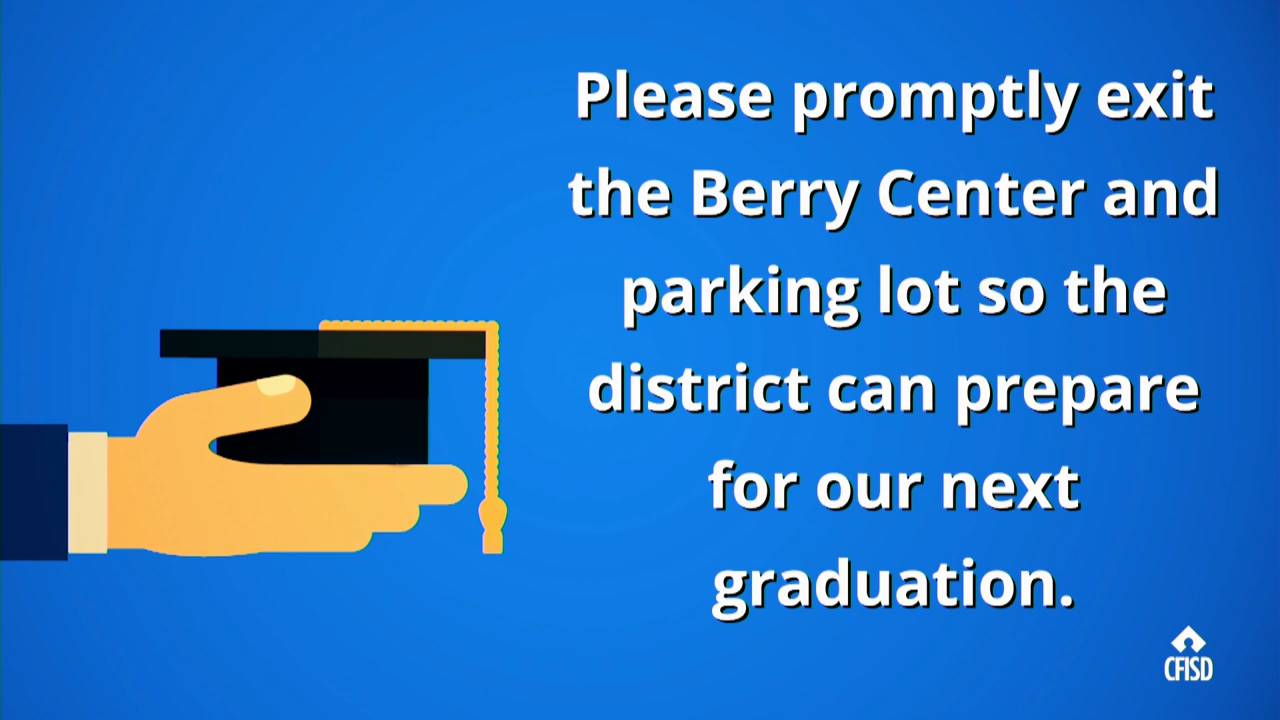 Please promptly exit
the Berry Center and
parking lot so the
district can prepare
for our next
graduation.
CFISD